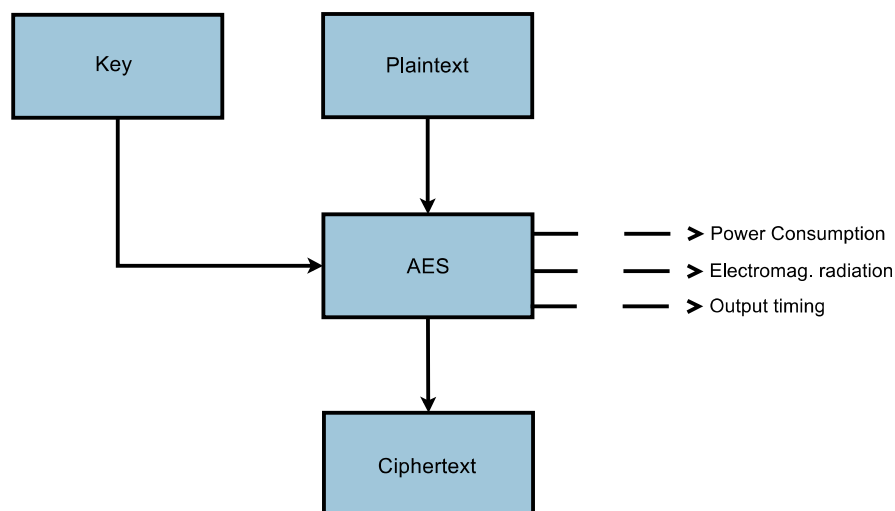 Key
Plaintext
AES
Power Consumption
Electromag. radiation
Output timing
Ciphertext